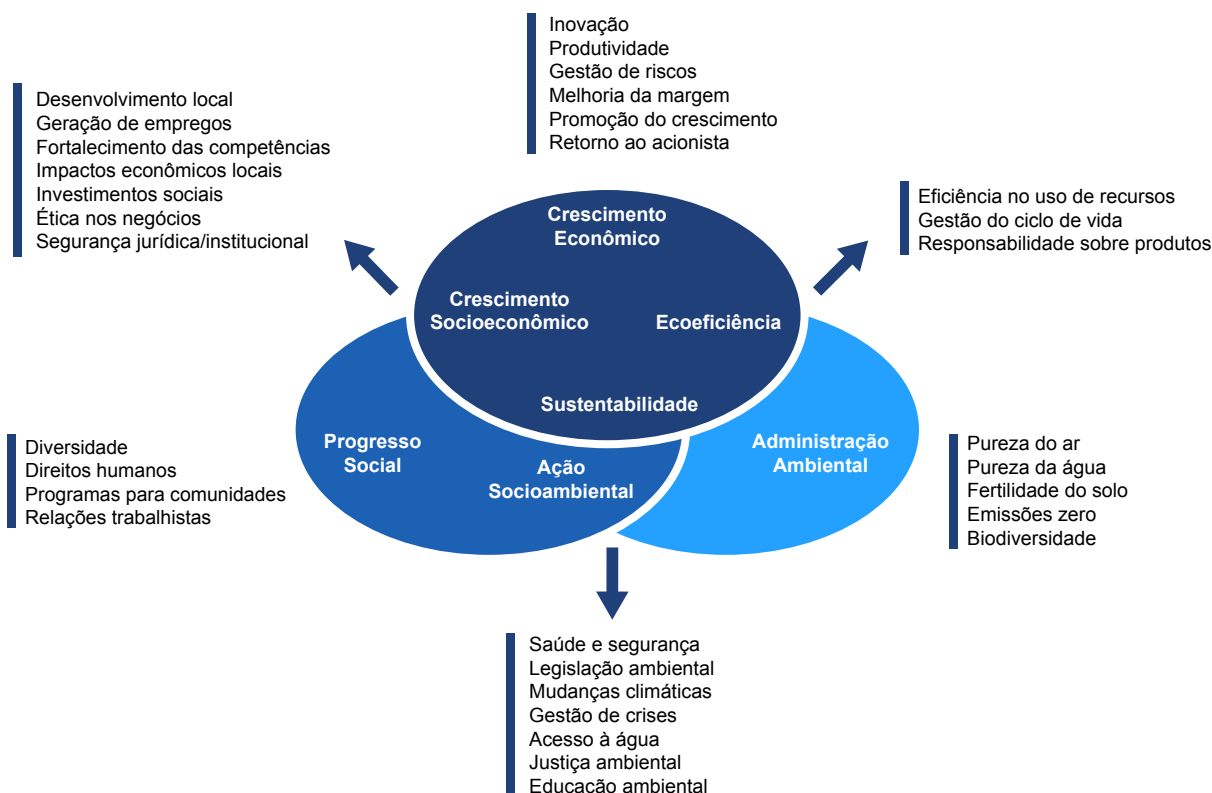 Inovação
Produtividade
Gestão de riscos
Melhoria da margem
Promoção do crescimento
Retorno ao acionista
Desenvolvimento local
Geração de empregos
Fortalecimento das competências
Impactos econômicos locais
Investimentos sociais
Ética nos negócios
Segurança jurídica/institucional
Eficiência no uso de recursos
Gestão do ciclo de vida
Responsabilidade sobre produtos
Crescimento
Econômico
Crescimento
Socioeconômico
Ecoeficiência
Sustentabilidade
Progresso
Social
Ação
Socioambiental
Administração
Ambiental
Diversidade
Direitos humanos
Programas para comunidades
Relações trabalhistas
Pureza do ar
Pureza da água
Fertilidade do solo
Emissões zero
Biodiversidade
Saúde e segurança
Legislação ambiental
Mudanças climáticas
Gestão de crises
Acesso à água
Justiça ambiental
Educação ambiental